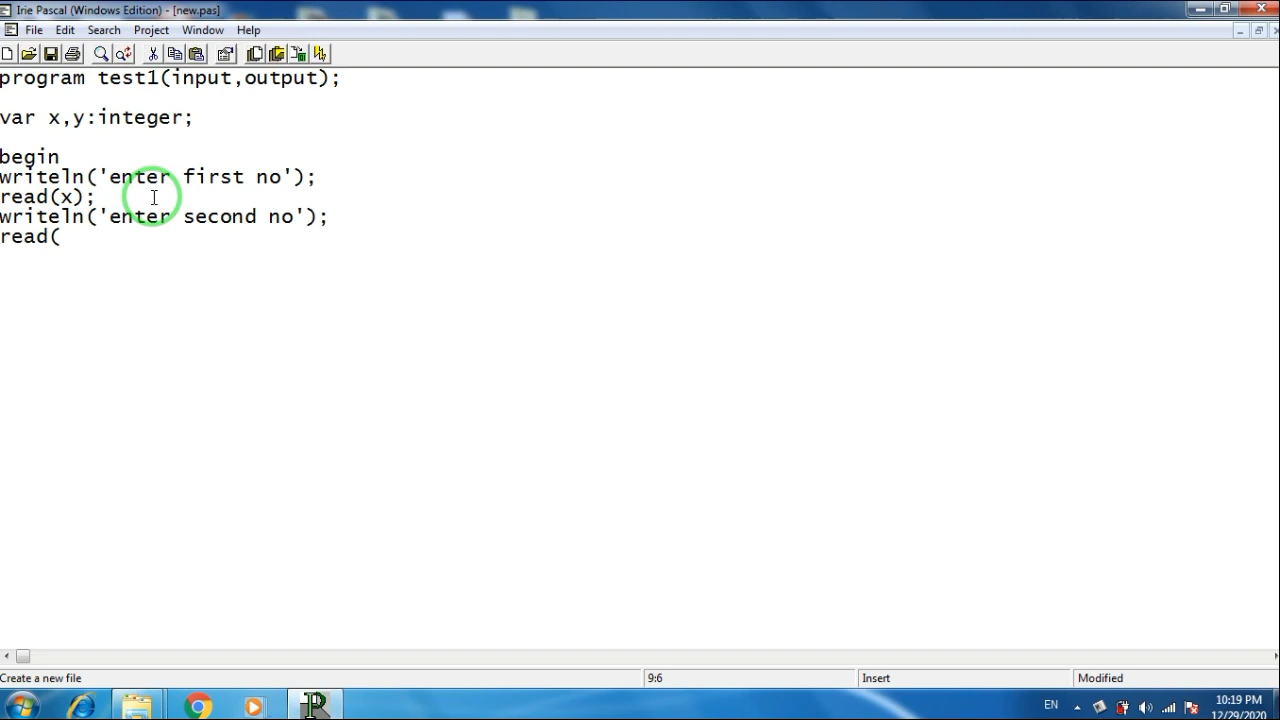 Irie Pascal (Windows Edition) - [new.pas]
File Edit Search Project Window Help
program test1(input,output);
var x,y:integer;
begin
writeln('enter first no');
read(x);
writeln('enter second no');
read(
Create a new file 9:6 Insert Modified
EN 10:19 PM
12/29/2020